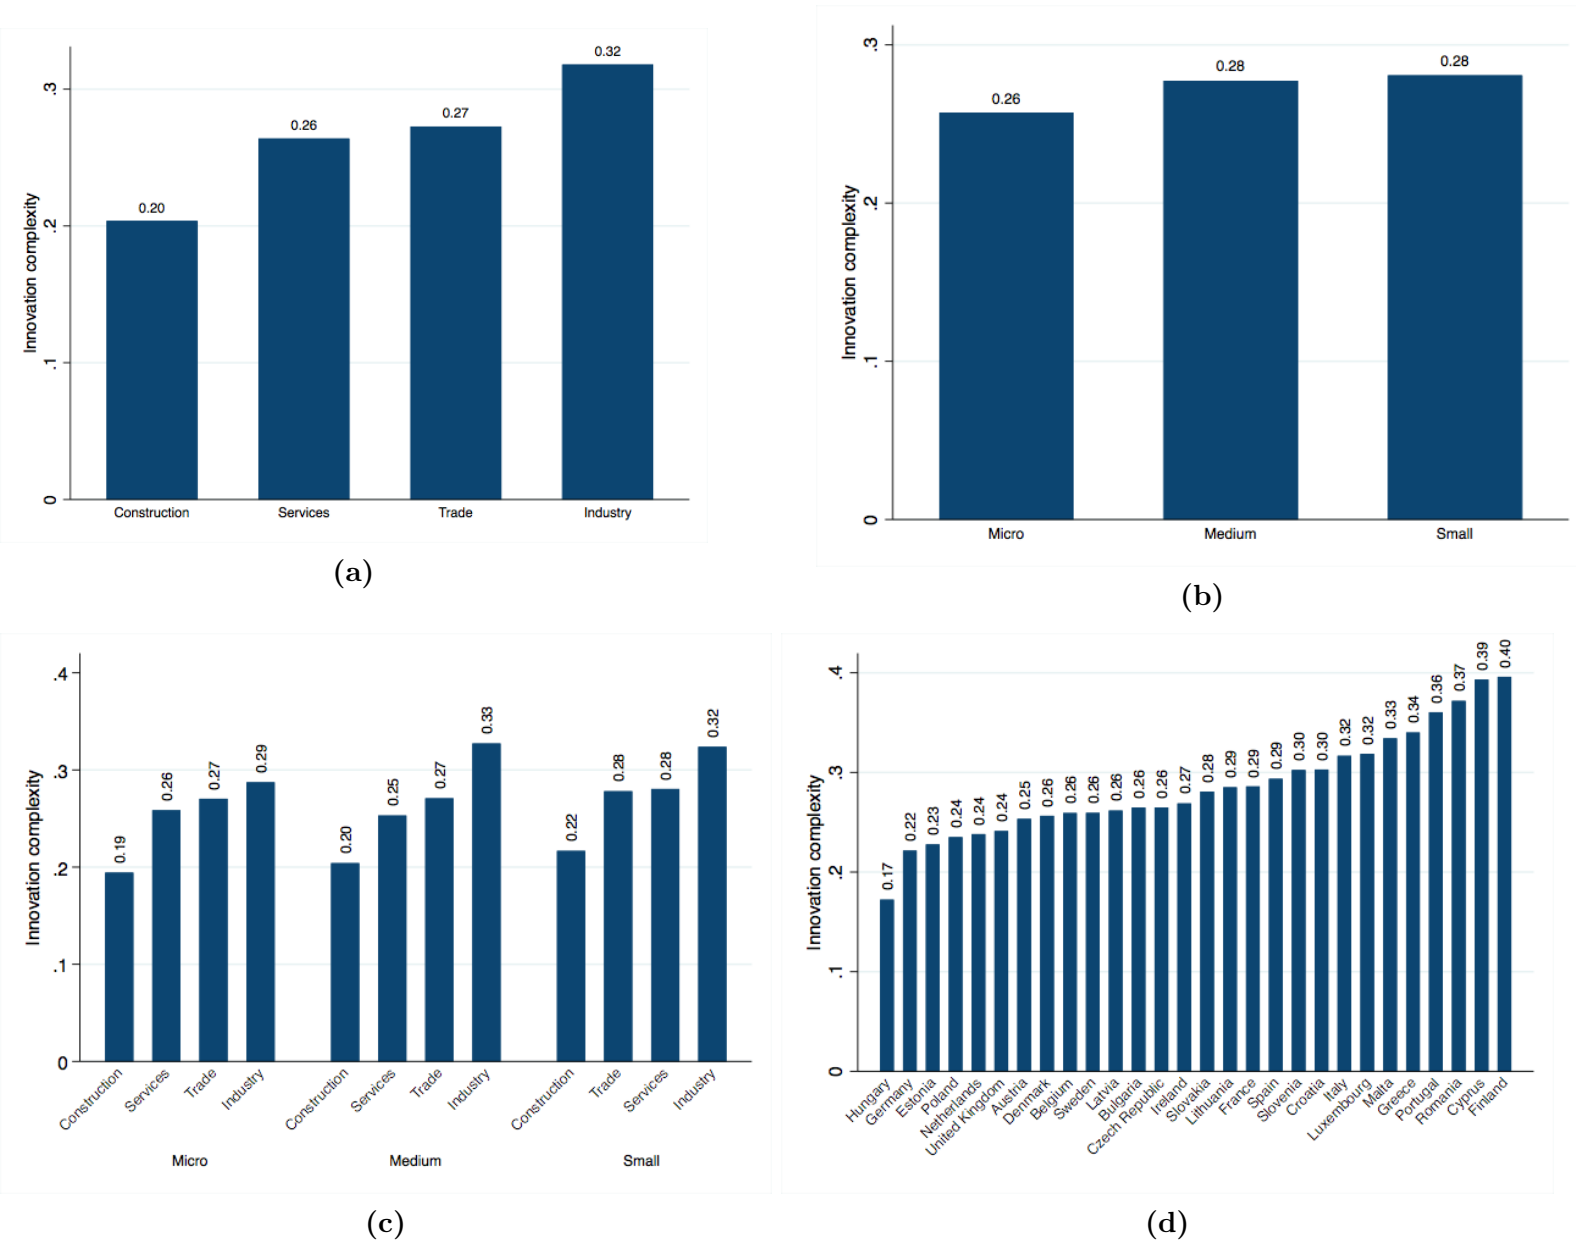 Innovation complexity
.3
.2
.1
0
0.20
0.26
0.27
0.32
Construction
Services
Trade
Industry
(a)
Innovation complexity
.3
.2
.1
0
0.26
0.28
0.28
Micro
Medium
Small
(b)
Innovation complexity
.4
.3
.2
.1
0
0.19
0.26
0.27
0.29
0.20
0.25
0.27
0.33
0.22
0.28
0.28
0.32
Construction
Services
Trade
Industry
Construction
Services
Trade
Industry
Construction
Trade
Services
Industry
Micro
Medium
Small
(c)
Innovation complexity
.4
.3
.2
.1
0
0.17
0.22
0.23
0.24
0.24
0.24
0.25
0.26
0.26
0.26
0.26
0.26
0.26
0.27
0.28
0.29
0.29
0.29
0.30
0.30
0.32
0.32
0.33
0.34
0.36
0.37
0.39
0.40
Hungary
Germany
Estonia
Poland
Netherlands
United Kingdom
Austria
Denmark
Belgium
Sweden
Latvia
Bulgaria
Czech Republic
Ireland
Slovakia
Lithuania
France
Spain
Slovenia
Croatia
Italy
Luxembourg
Malta
Greece
Portugal
Romania
Cyprus
Finland
(d)